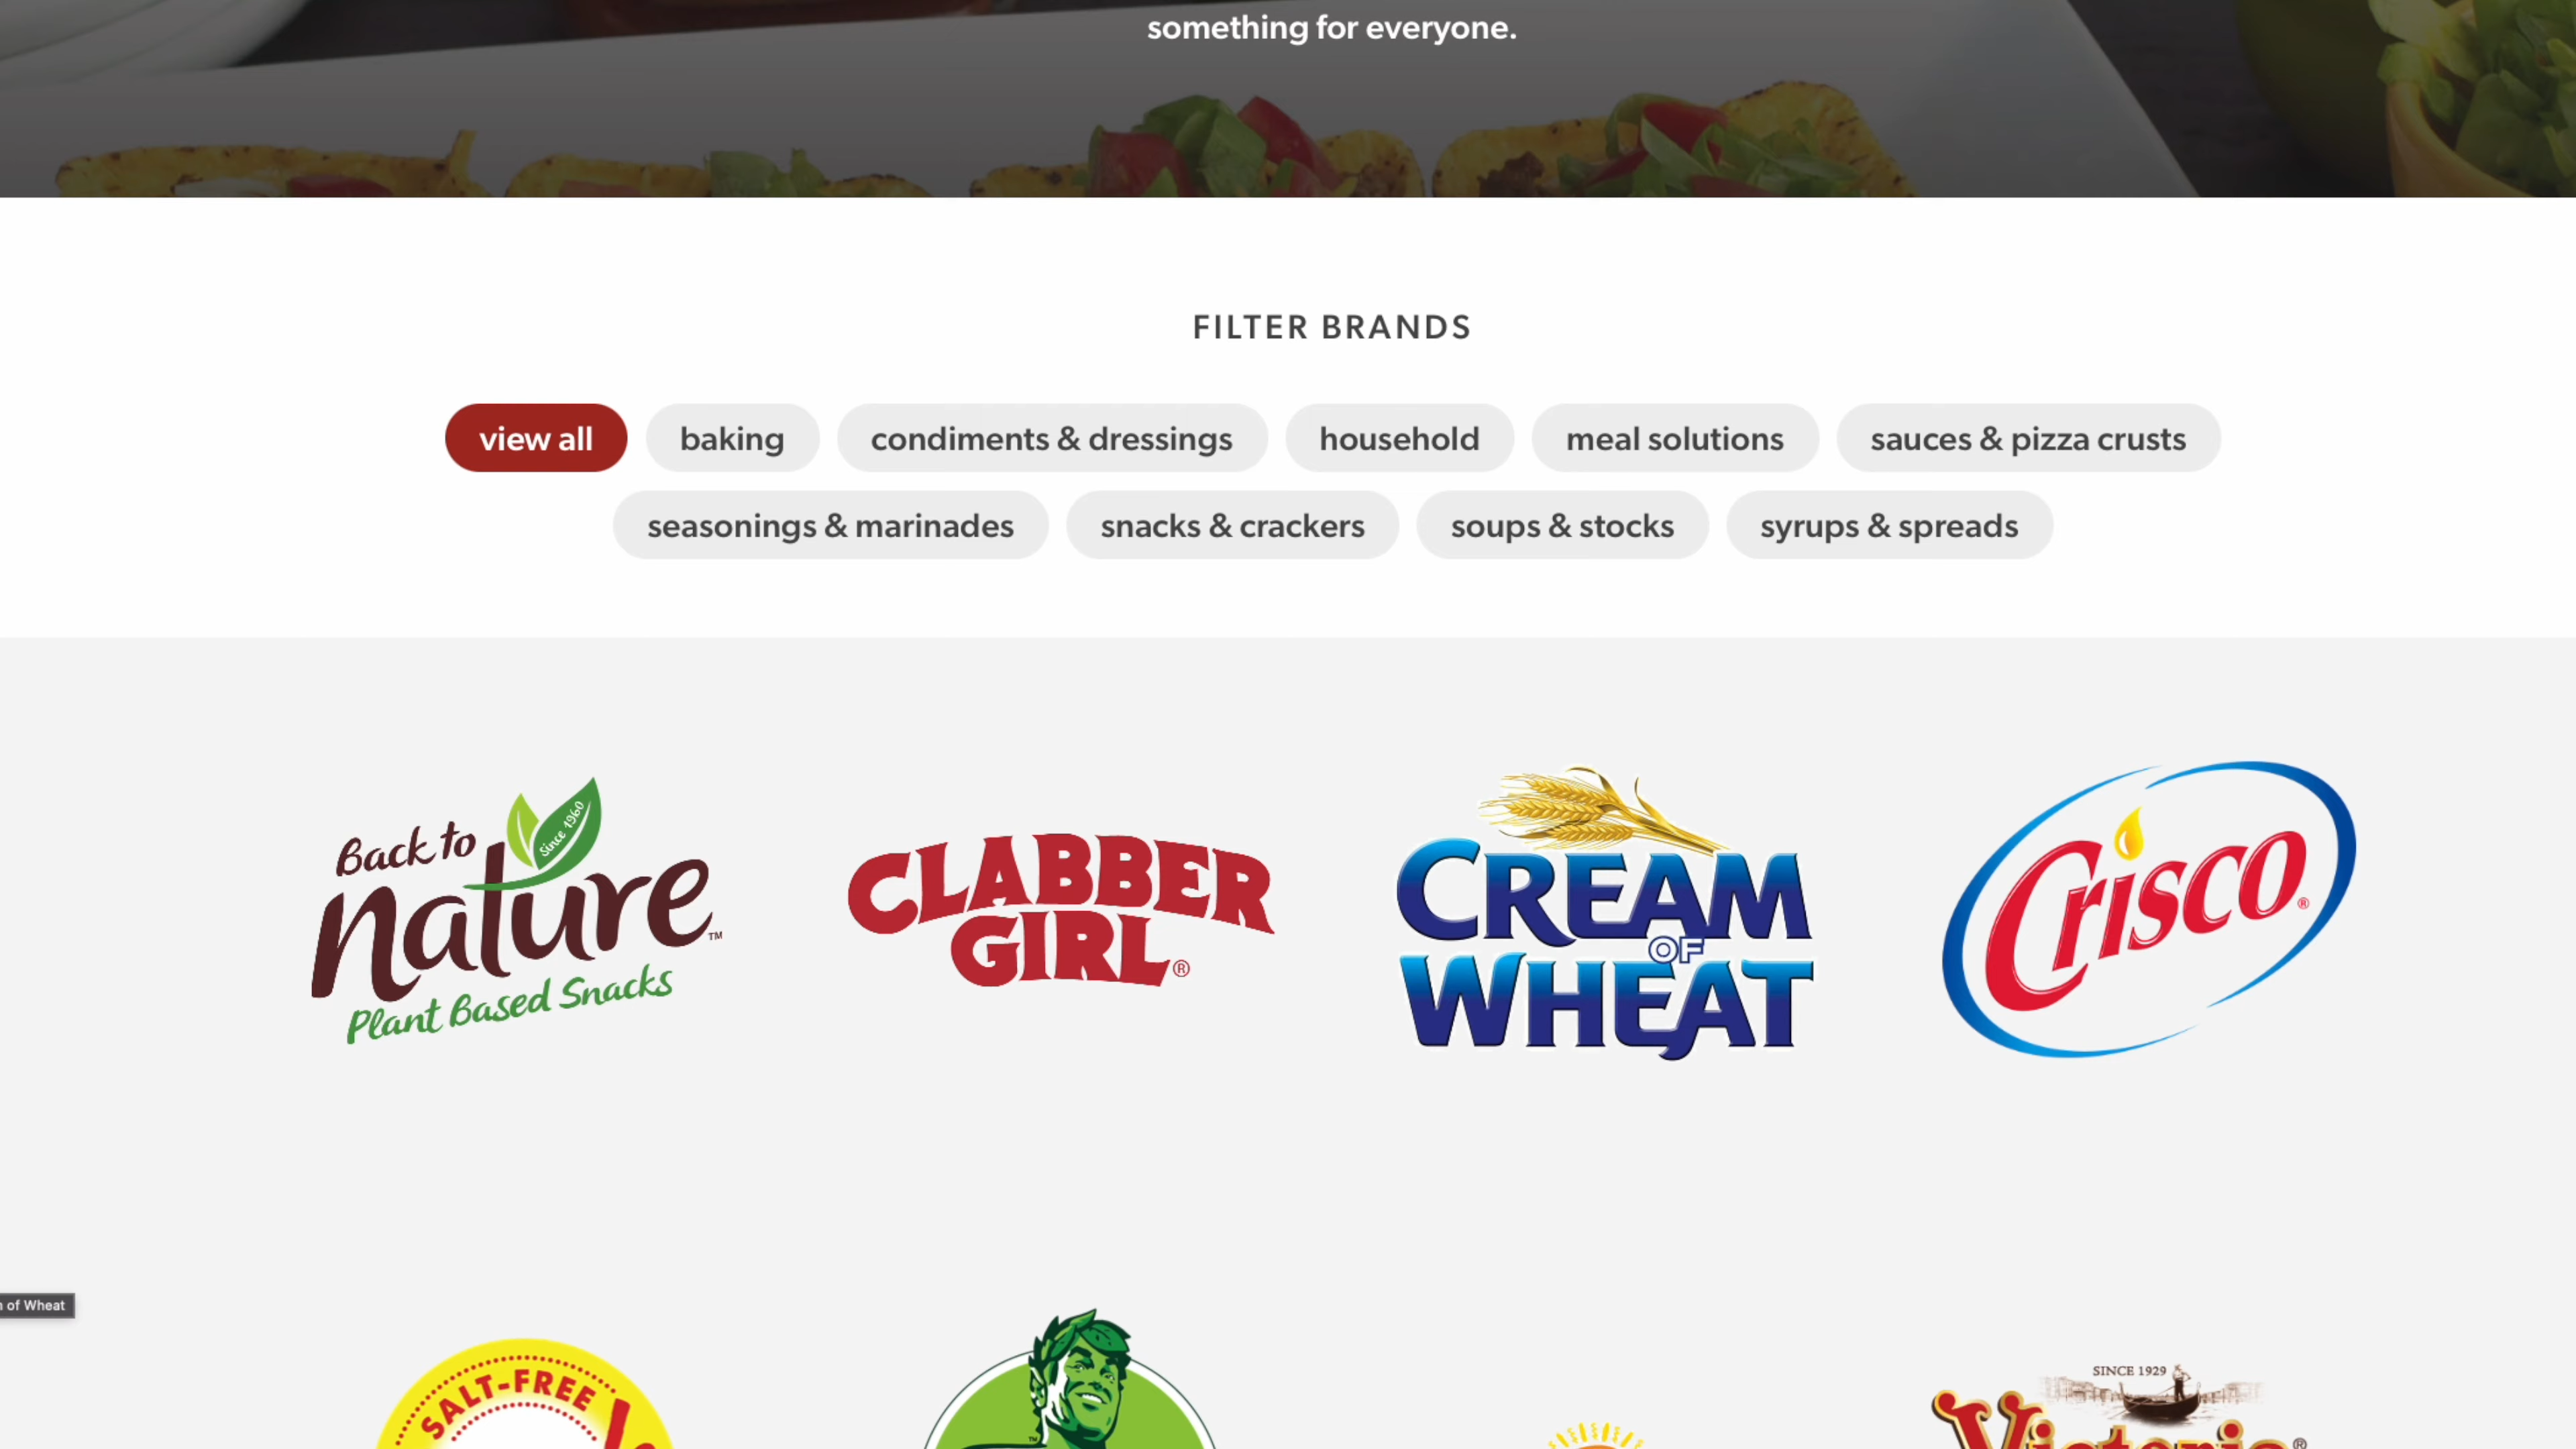 something for everyone.
FILTER BRANDS
view all
baking
condiments & dressings
household
meal solutions
sauces & pizza crusts
seasonings & marinades
snacks & crackers
soups & stocks
syrups & spreads
Since 1960
Back to
nature™
Plant Based Snacks
CLABBER
GIRL®
CREAM
OF
WHEAT
Crisco®
of Wheat
SALT-FREE
™
SINCE 1929
Victoria®